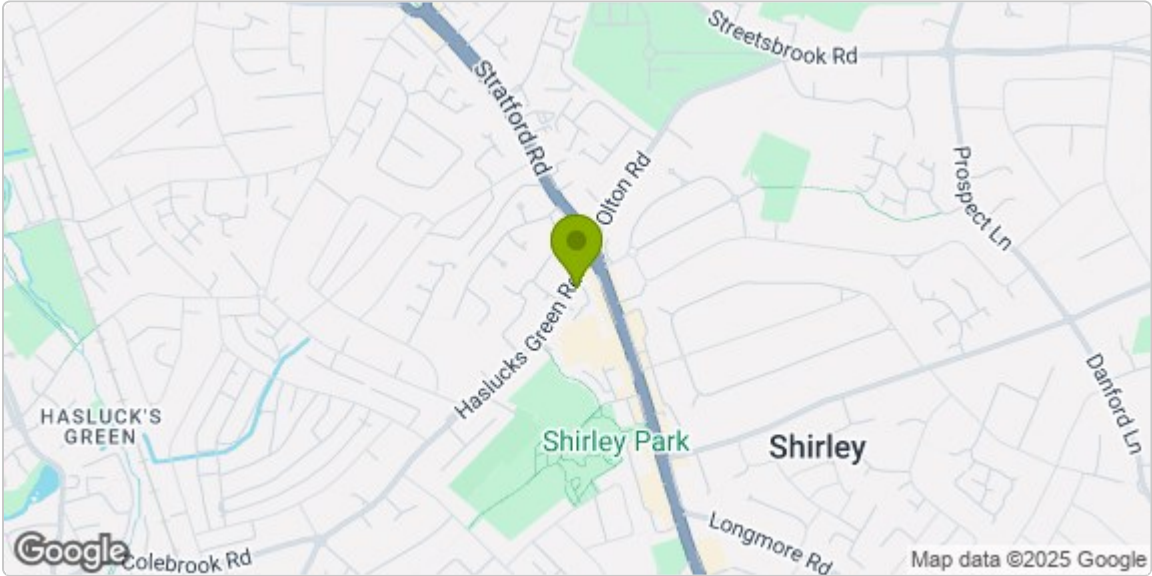 Streetsbrook Rd
Stratford Rd
Olton Rd
Prospect Ln
Haslucks Green Rd
Danford Ln
HASLUCK'S
GREEN
Shirley Park
Shirley
Longmore Rd
Google
Colebrook Rd
Map data ©2025 Google